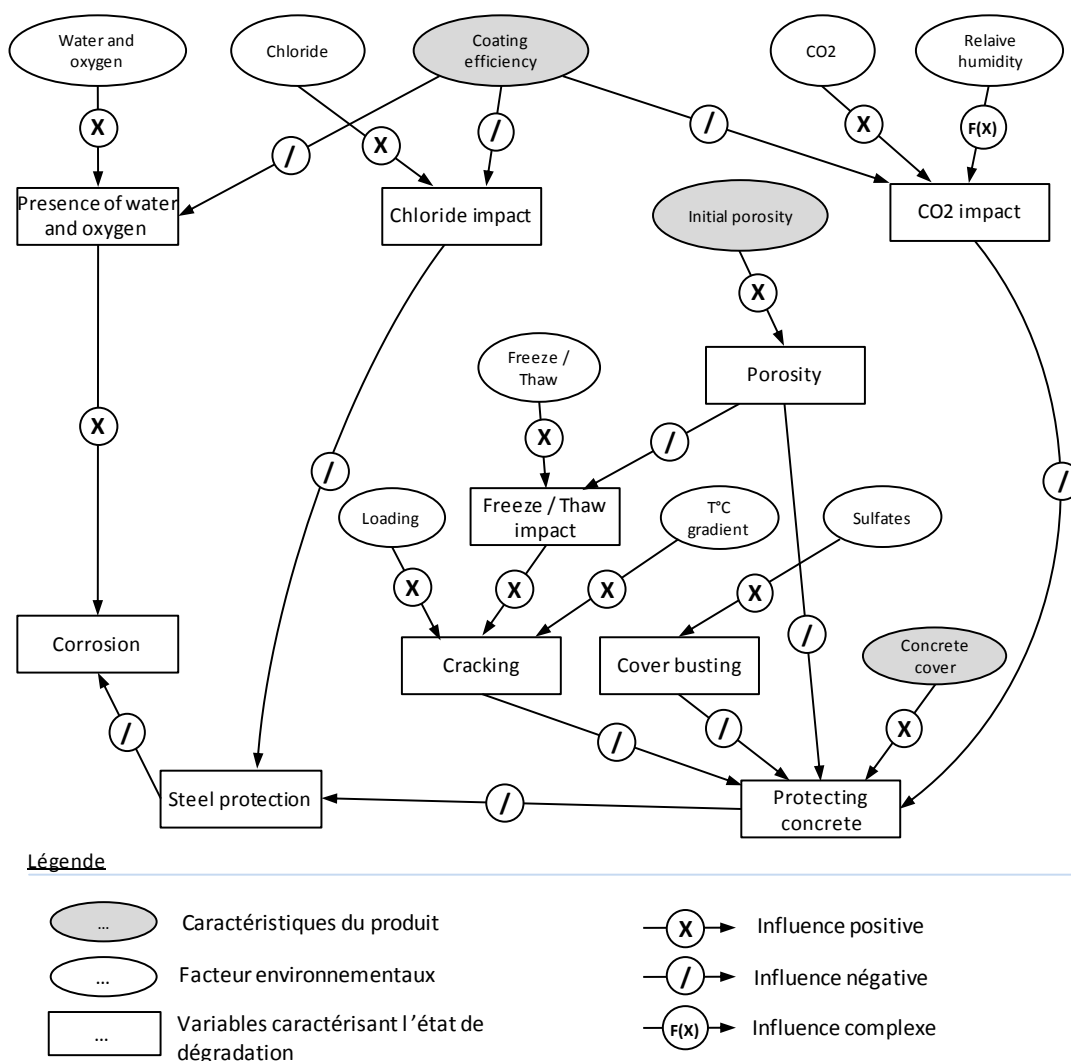 Water and
oxygen
Chloride
Coating
efficiency
CO2
Relaive
humidity
X
X
/
/
/
X
F(X)
Presence of water
and oxygen
Chloride impact
Initial porosity
CO2 impact
X
Freeze /
Thaw
Porosity
X
X
/
/
/
Loading
Freeze / Thaw
impact
T°C
gradient
Sulfates
X
X
X
X
Corrosion
Cracking
Cover busting
/
Concrete
cover
/
/
/
X
Steel protection
/
Protecting
concrete
Légende
...
Caractéristiques du produit
X
Influence positive
...
Facteur environnementaux
/
Influence négative
...
Variables caractérisant l'état de
dégradation
F(X)
Influence complexe